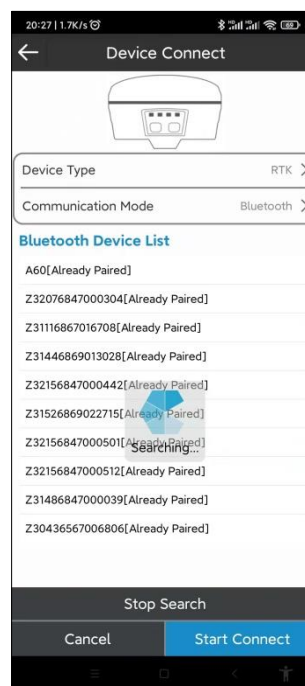 20:27 | 1.7K/s
Device Connect
Device Type RTK
Communication Mode Bluetooth
Bluetooth Device List
A60[Already Paired]
Z32076847000304[Already Paired]
Z31116867016708[Already Paired]
Z31446869013028[Already Paired]
Z32156847000442[Already Paired]
Z31526869022715[Already Paired]
Z32156847000501[Already Paired]
Searching...
Z32156847000512[Already Paired]
Z31486847000039[Already Paired]
Z30436567006806[Already Paired]
Stop Search
Cancel Start Connect